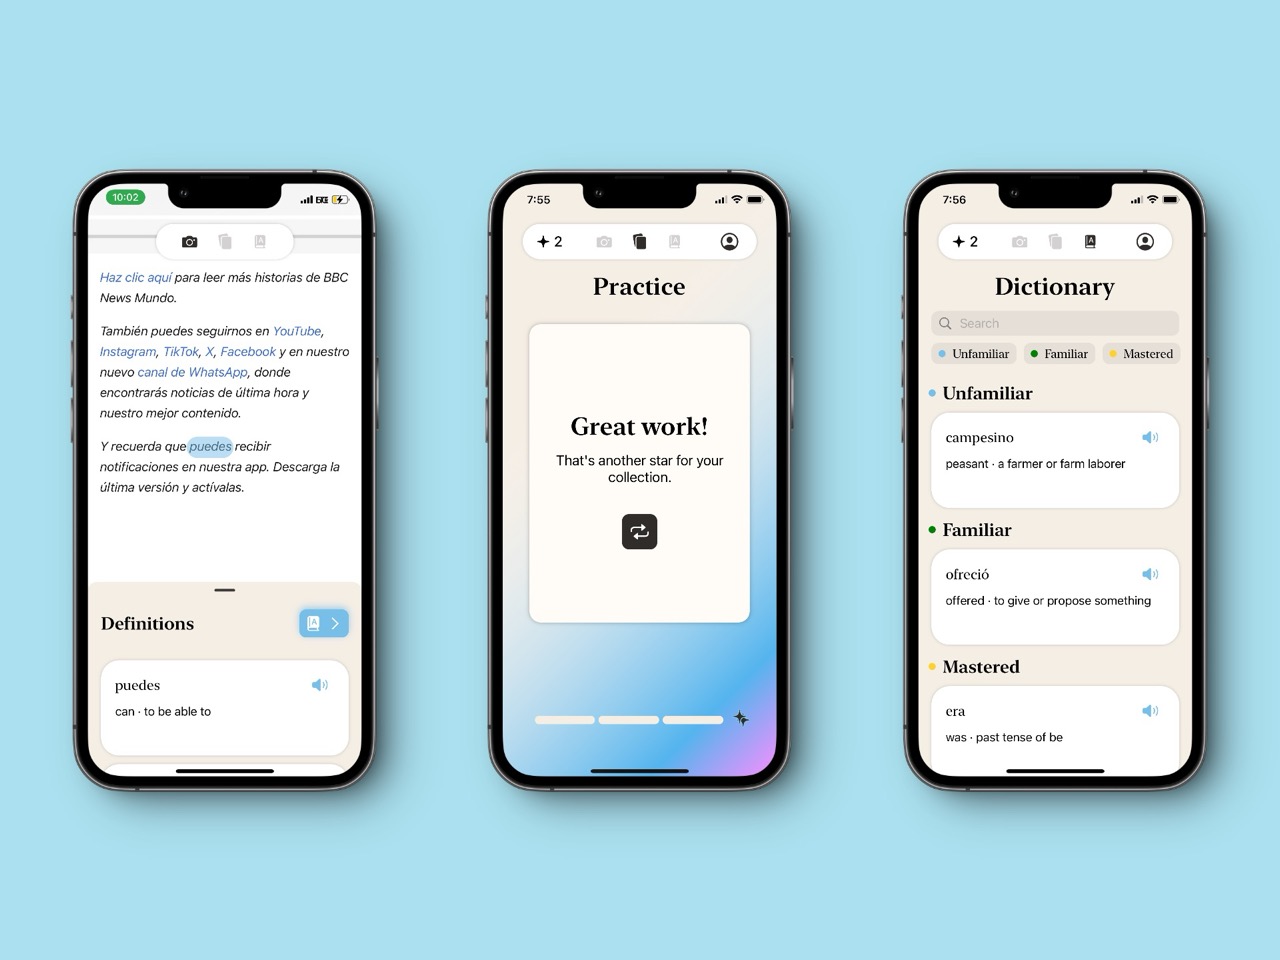 10:02
5GE
Haz clic aquí para leer más historias de BBC
News Mundo.
También puedes seguirnos en YouTube,
Instagram, TikTok, X, Facebook y en nuestro
nuevo canal de WhatsApp, donde
encontrarás noticias de última hora y
nuestro mejor contenido.
Y recuerda que puedes recibir
notificaciones en nuestra app. Descarga la
última versión y actívalas.
Definitions
A
puedes
can · to be able to
7:55
2
A
Practice
Great work!
That's another star for your
collection.
7:56
2
A
Dictionary
Search
Unfamiliar
Familiar
Mastered
Unfamiliar
campesino
peasant · a farmer or farm laborer
Familiar
ofreció
offered · to give or propose something
Mastered
era
was · past tense of be